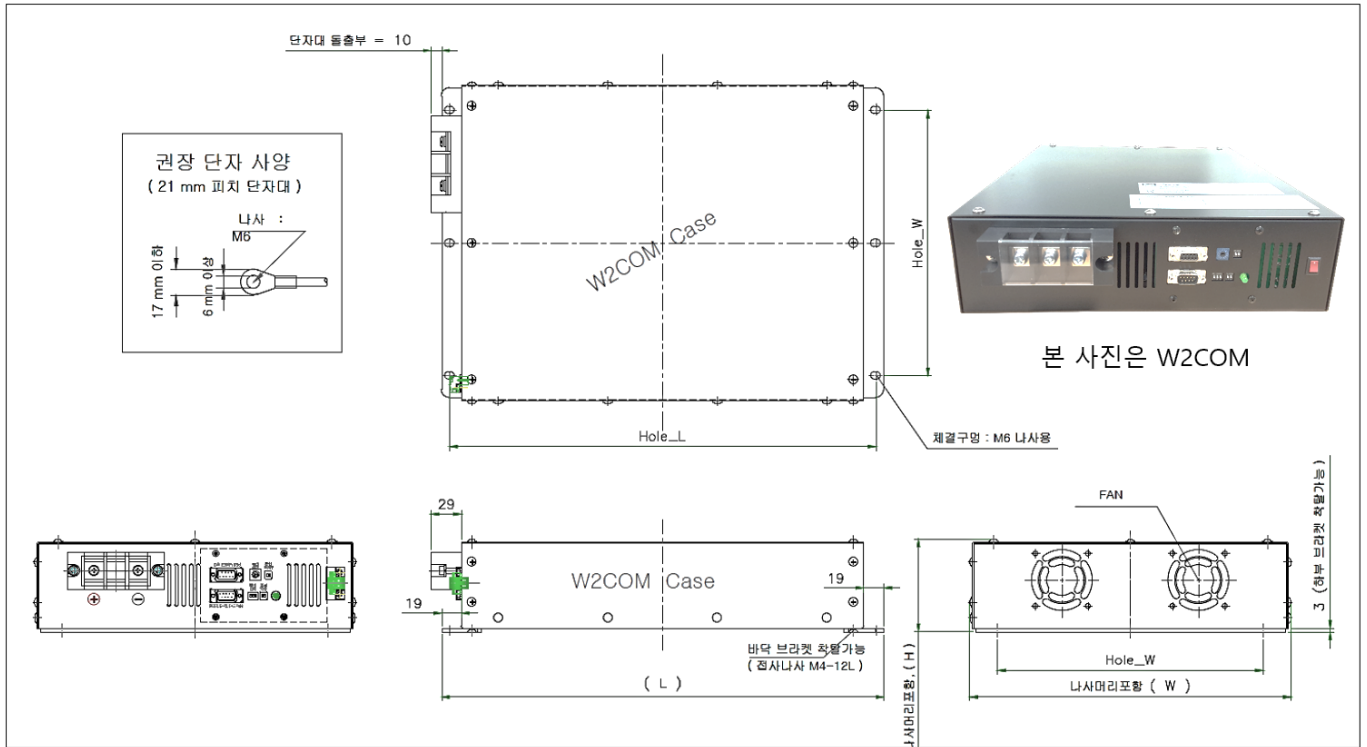 단자대 돌출부 = 10
권장 단자 사양
( 21 mm 피치 단자대 )
나사 :
M6
17 mm 이하
6 mm 이상
W2COM Case
Hole_W
Hole_L
체결구멍 : M6 나사용
본 사진은 W2COM
+
−
29
19
W2COM Case
19
바닥 브라켓 착탈가능
( 접시나사 M4-12L )
( L )
나사머리포함, ( H )
FAN
Hole_W
나사머리포함 ( W )
3 (하부 브라켓 착탈가능 )